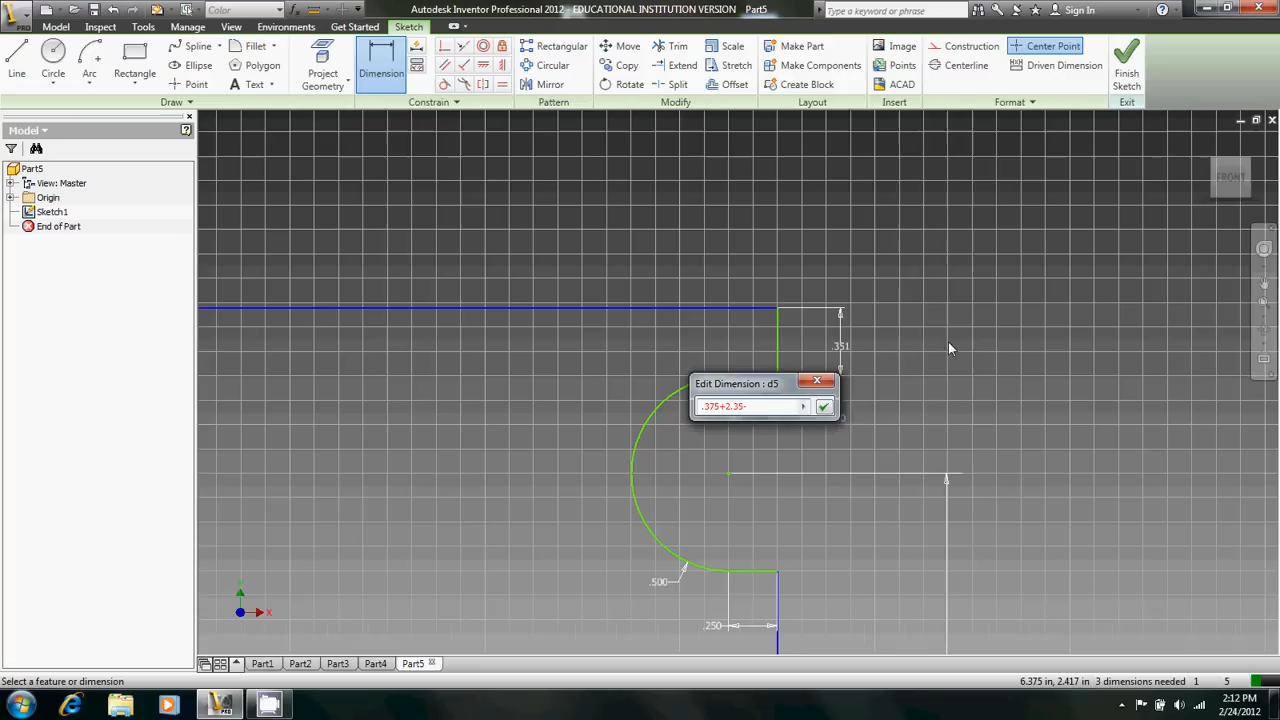 PRO
Color
Autodesk Inventor Professional 2012 - EDUCATIONAL INSTITUTION VERSION Part5
Type a keyword or phrase
Sign In
Model Inspect Tools Manage View Environments Get Started Sketch
Line
Circle
Arc
Rectangle
Spline
Ellipse
Point
Fillet
Polygon
Text
Project Geometry
Dimension
Rectangular
Circular
Mirror
Move
Copy
Rotate
Trim
Extend
Split
Scale
Stretch
Offset
Make Part
Make Components
Create Block
Image
Points
ACAD
Construction
Centerline
Center Point
Driven Dimension
Finish Sketch
Draw
Constrain
Pattern
Modify
Layout
Insert
Format
Exit
Model
Part5
View: Master
Origin
Sketch1
End of Part
FRONT
.351
Edit Dimension : d5
.375+2.35-
.500
.250
X
Part1 Part2 Part3 Part4 Part5
Select a feature or dimension
6.375 in, 2.417 in 3 dimensions needed 1 5
PRO
2:12 PM
2/24/2012